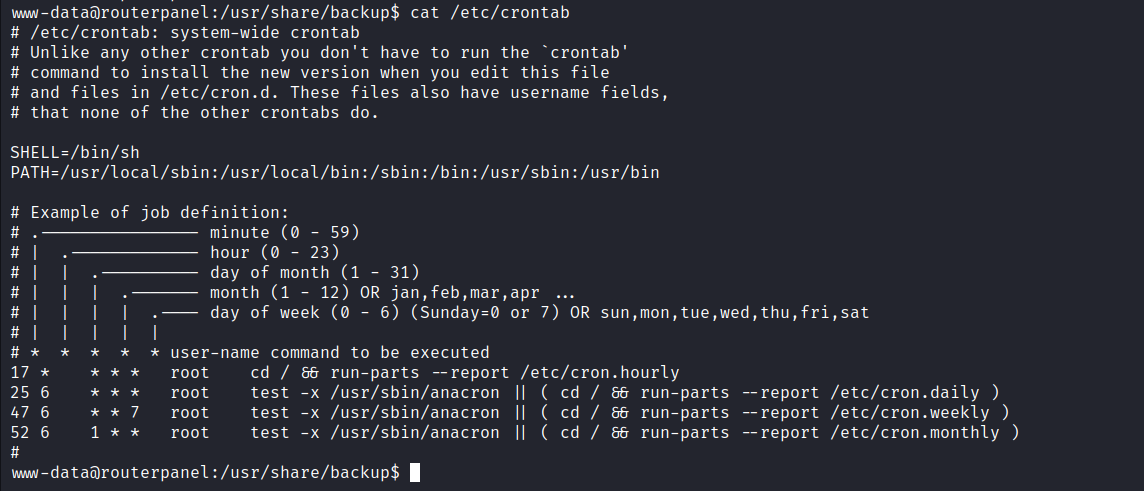 www-data@routerpanel:/usr/share/backup$ cat /etc/crontab
# /etc/crontab: system-wide crontab
# Unlike any other crontab you don't have to run the `crontab'
# command to install the new version when you edit this file
# and files in /etc/cron.d. These files also have username fields,
# that none of the other crontabs do.

SHELL=/bin/sh
PATH=/usr/local/sbin:/usr/local/bin:/sbin:/bin:/usr/sbin:/usr/bin

# Example of job definition:
# .---------------- minute (0 - 59)
# |  .------------- hour (0 - 23)
# |  |  .---------- day of month (1 - 31)
# |  |  |  .------- month (1 - 12) OR jan,feb,mar,apr ...
# |  |  |  |  .---- day of week (0 - 6) (Sunday=0 or 7) OR sun,mon,tue,wed,thu,fri,sat
# |  |  |  |  |
# *  *  *  *  * user-name command to be executed
17 *    * * *   root    cd / && run-parts --report /etc/cron.hourly
25 6    * * *   root    test -x /usr/sbin/anacron || ( cd / && run-parts --report /etc/cron.daily )
47 6    * * 7   root    test -x /usr/sbin/anacron || ( cd / && run-parts --report /etc/cron.weekly )
52 6    1 * *   root    test -x /usr/sbin/anacron || ( cd / && run-parts --report /etc/cron.monthly )
#
www-data@routerpanel:/usr/share/backup$